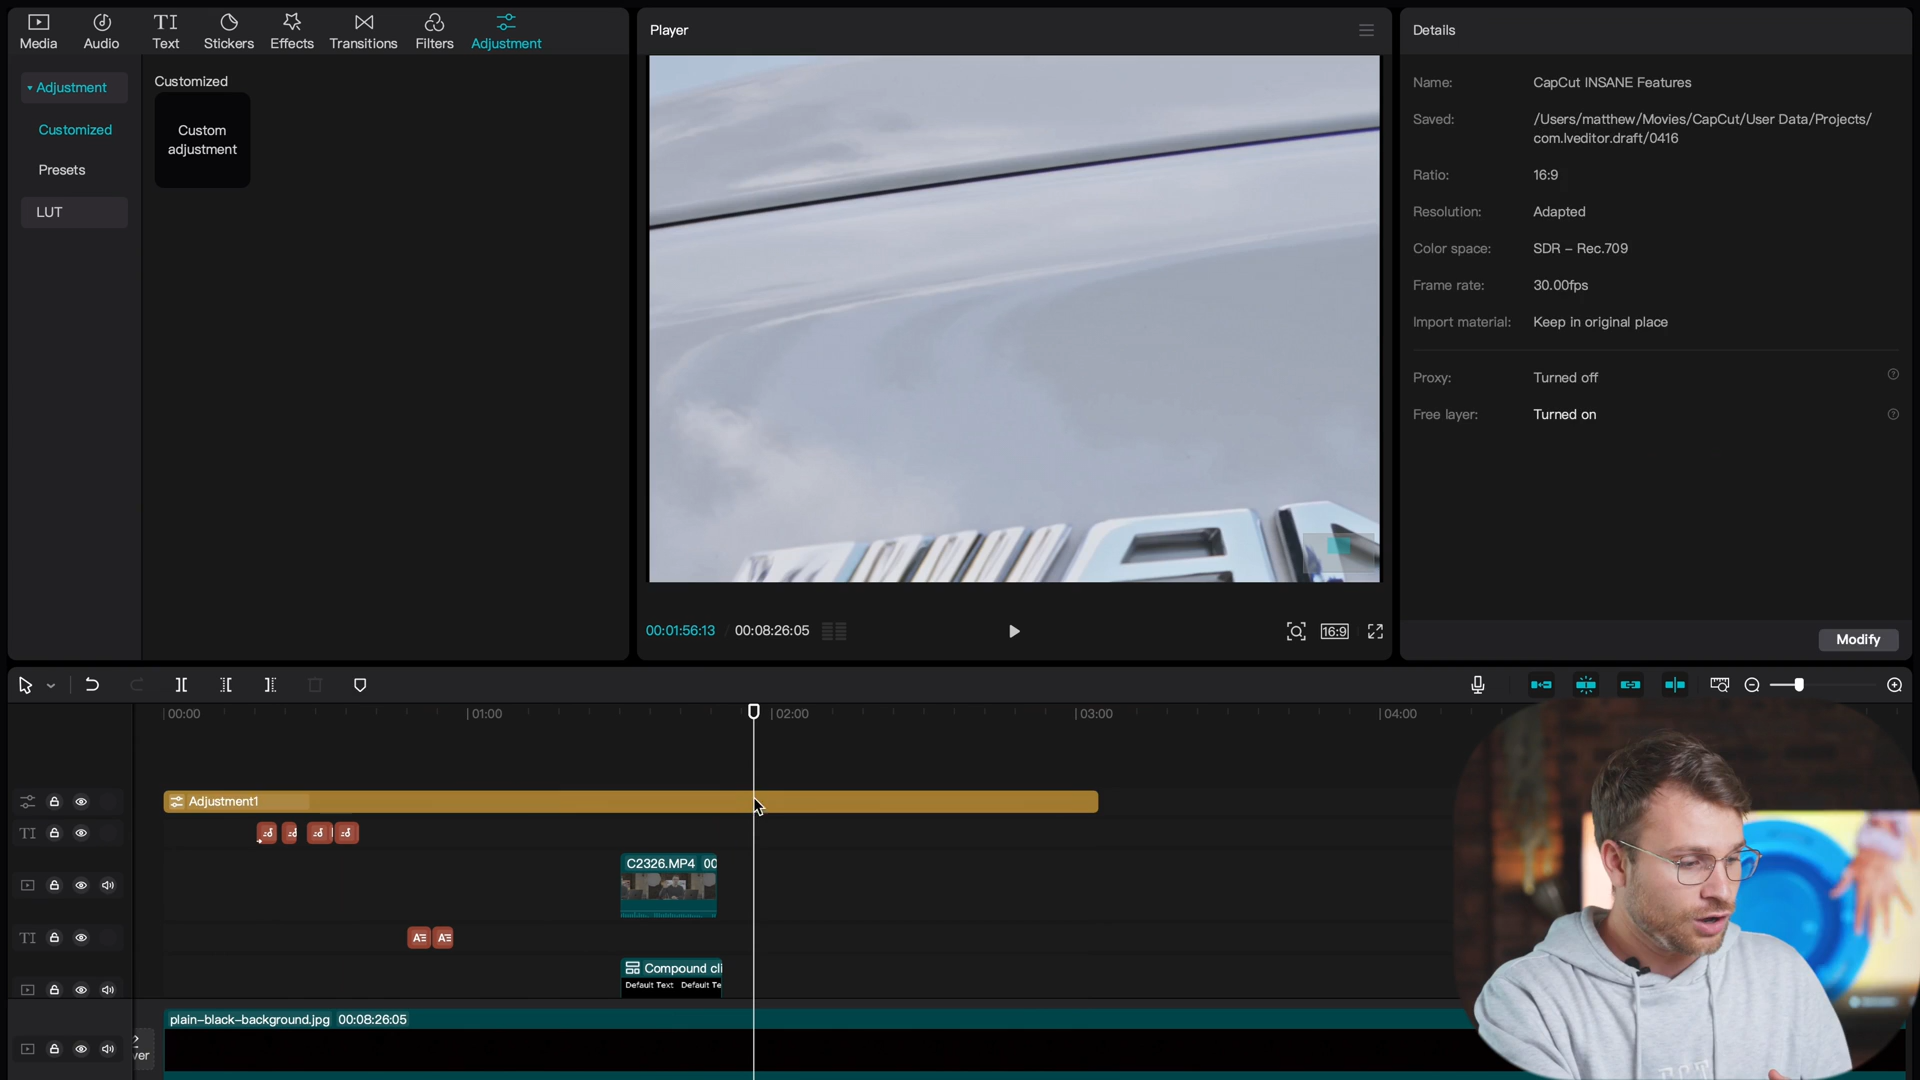 Media
Audio
TI
Text
Stickers
Effects
Transitions
Filters
Adjustment
Adjustment
Customized
Presets
LUT
Customized
Custom
adjustment
Player
00:01:56:13
00:08:26:05
16:9
Details
Name: CapCut INSANE Features
Saved: /Users/matthew/Movies/CapCut/User Data/Projects/
com.lveditor.draft/0416
Ratio: 16:9
Resolution: Adapted
Color space: SDR – Rec.709
Frame rate: 30.00fps
Import material: Keep in original place
Proxy: Turned off
Free layer: Turned on
Modify
00:00
01:00
02:00
03:00
04:00
Adjustment1
TI
C2326.MP4 00
TI
A A
Compound cli
Default Text Default Te
plain-black-background.jpg 00:08:26:05
ver